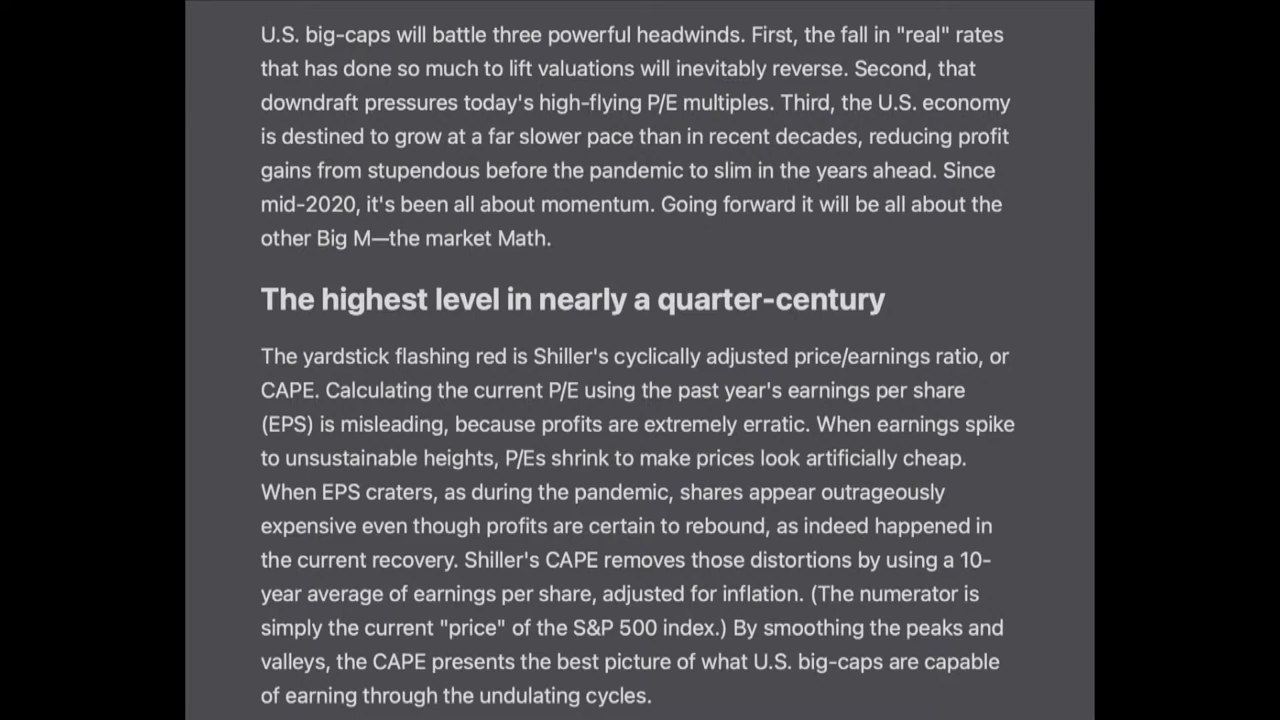 U.S. big-caps will battle three powerful headwinds. First, the fall in "real" rates
that has done so much to lift valuations will inevitably reverse. Second, that
downdraft pressures today's high-flying P/E multiples. Third, the U.S. economy
is destined to grow at a far slower pace than in recent decades, reducing profit
gains from stupendous before the pandemic to slim in the years ahead. Since
mid-2020, it's been all about momentum. Going forward it will be all about the
other Big M—the market Math.
The highest level in nearly a quarter-century
The yardstick flashing red is Shiller's cyclically adjusted price/earnings ratio, or
CAPE. Calculating the current P/E using the past year's earnings per share
(EPS) is misleading, because profits are extremely erratic. When earnings spike
to unsustainable heights, P/Es shrink to make prices look artificially cheap.
When EPS craters, as during the pandemic, shares appear outrageously
expensive even though profits are certain to rebound, as indeed happened in
the current recovery. Shiller's CAPE removes those distortions by using a 10-
year average of earnings per share, adjusted for inflation. (The numerator is
simply the current "price" of the S&P 500 index.) By smoothing the peaks and
valleys, the CAPE presents the best picture of what U.S. big-caps are capable
of earning through the undulating cycles.